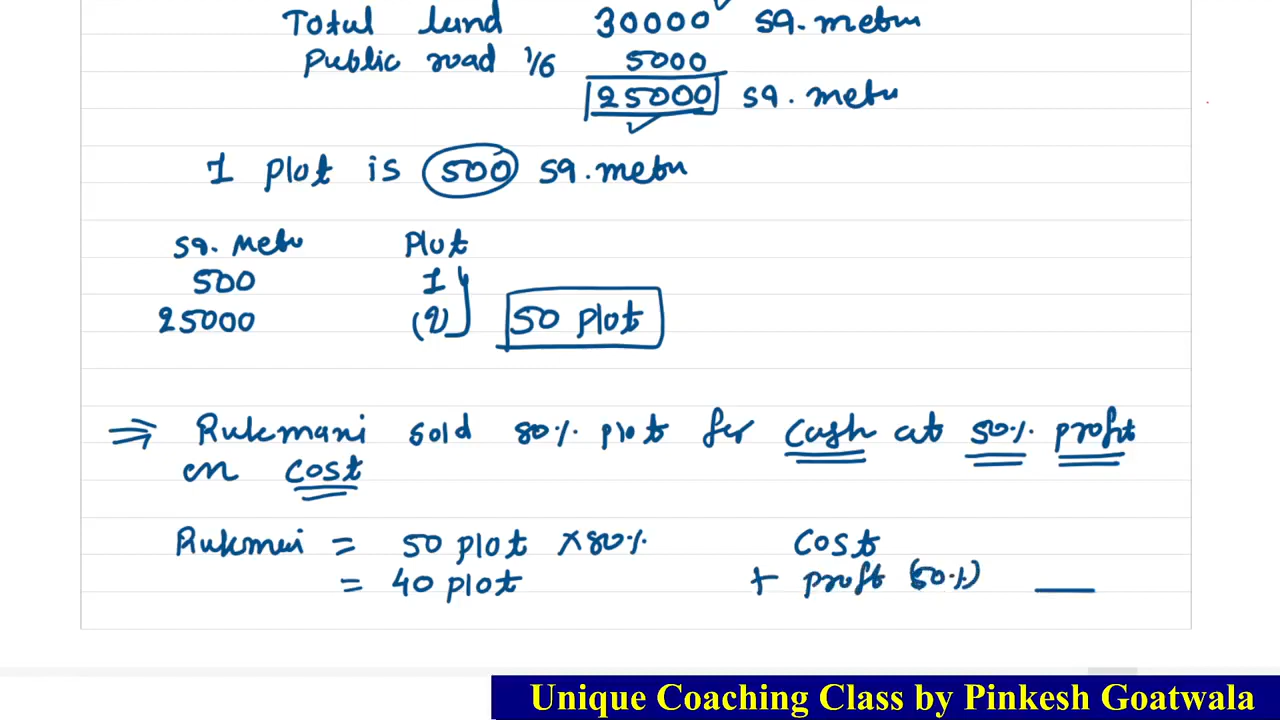 Total land 30000 sq. metre
Public road 1/6 5000
25000 sq. metre
1 plot is 500 sq. metre
Sq. Metre Plot
500 1
25000 (?) 50 plot
⇒ Rukmani sold 80% plot for cash at 50% profit
on cost
Rukmani = 50 plot × 80% Cost
= 40 plot + profit (50%) __
Unique Coaching Class by Pinkesh Goatwala